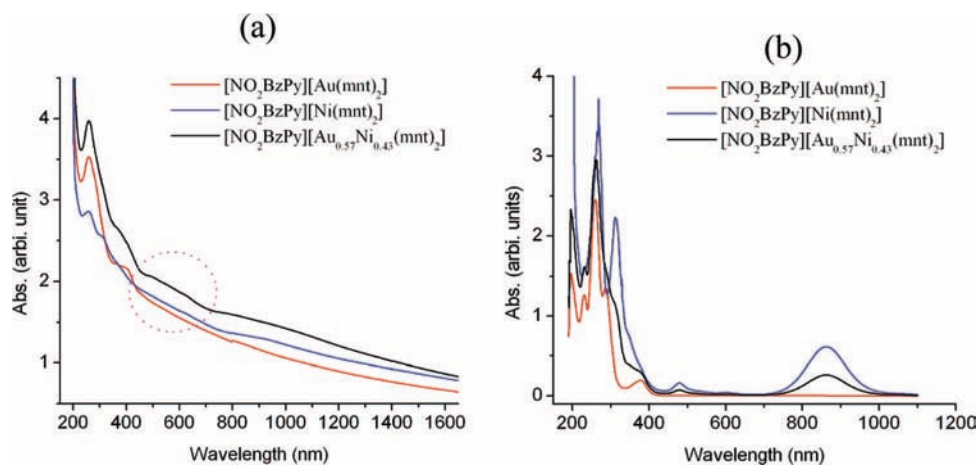 (a)
[NO₂BzPy][Au(mnt)₂]
[NO₂BzPy][Ni(mnt)₂]
[NO₂BzPy][Au₀.₅₇Ni₀.₄₃(mnt)₂]
Abs. (arbi. unit)
4
3
2
1
200 400 600 800 1000 1200 1400 1600
Wavelength (nm)
(b)
[NO₂BzPy][Au(mnt)₂]
[NO₂BzPy][Ni(mnt)₂]
[NO₂BzPy][Au₀.₅₇Ni₀.₄₃(mnt)₂]
Abs. (arbi. units)
4
3
2
1
0
200 400 600 800 1000 1200
Wavelength (nm)